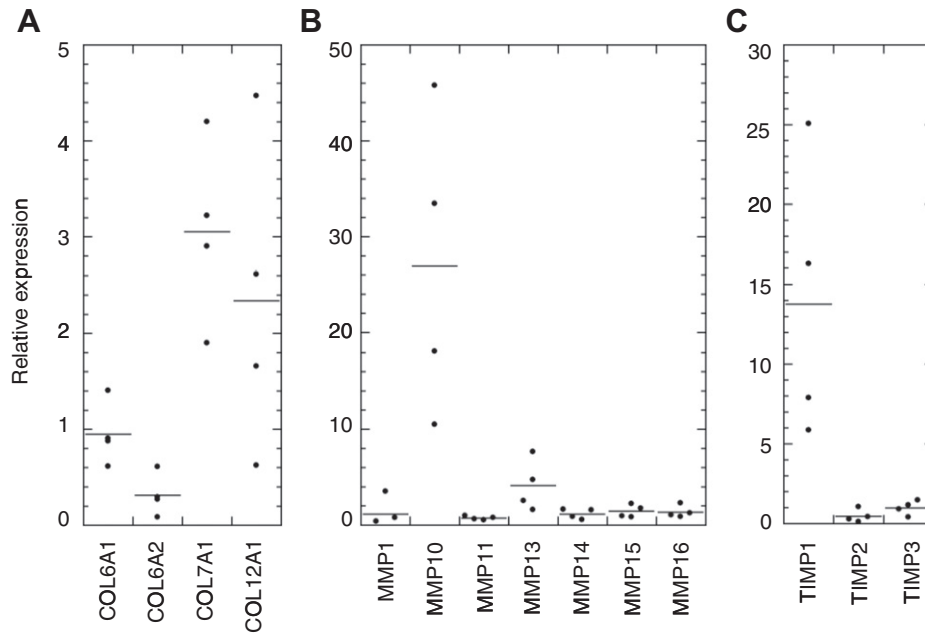 A
B
C
Relative expression
5
4
3
2
1
0
COL6A1
COL6A2
COL7A1
COL12A1
50
40
30
20
10
0
MMP1
MMP10
MMP11
MMP13
MMP14
MMP15
MMP16
30
25
20
15
10
5
0
TIMP1
TIMP2
TIMP3